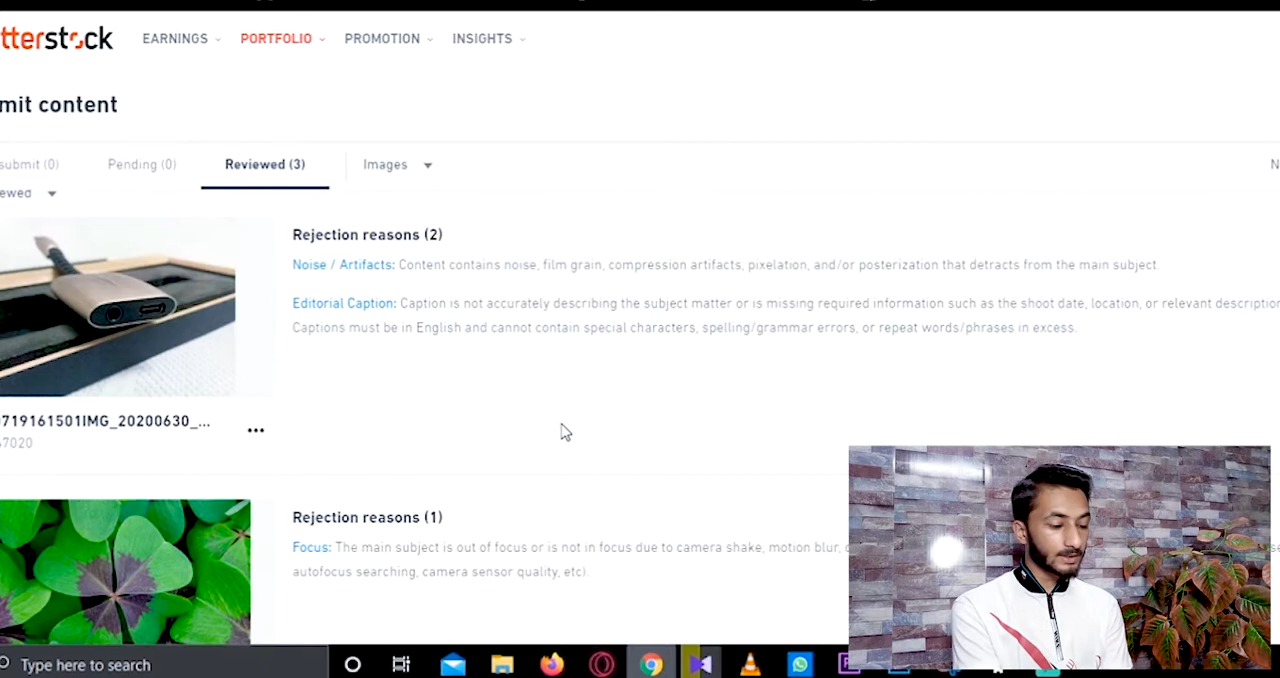 tterstock EARNINGS PORTFOLIO PROMOTION INSIGHTS
mit content
submit (0) Pending (0) Reviewed (3) Images N
ewed
Rejection reasons (2)
Noise / Artifacts: Content contains noise, film grain, compression artifacts, pixelation, and/or posterization that detracts from the main subject.
Editorial Caption: Caption is not accurately describing the subject matter or is missing required information such as the shoot date, location, or relevant description
Captions must be in English and cannot contain special characters, spelling/grammar errors, or repeat words/phrases in excess.
0719161501IMG_20200630_...
67020
Rejection reasons (1)
Focus: The main subject is out of focus or is not in focus due to camera shake, motion blur,
autofocus searching, camera sensor quality, etc).
Type here to search